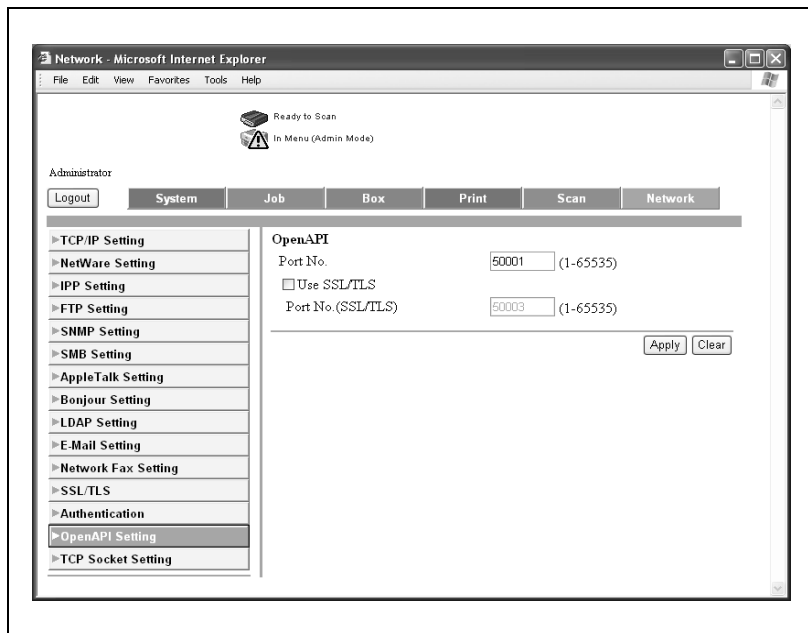 Network - Microsoft Internet Explorer
File Edit View Favorites Tools Help
Ready to Scan
In Menu (Admin Mode)
Administrator
Logout System Job Box Print Scan Network
TCP/IP Setting
NetWare Setting
IPP Setting
FTP Setting
SNMP Setting
SMB Setting
AppleTalk Setting
Bonjour Setting
LDAP Setting
E-Mail Setting
Network Fax Setting
SSL/TLS
Authentication
OpenAPI Setting
TCP Socket Setting
OpenAPI
Port No. 50001 (1-65535)
Use SSL/TLS
Port No.(SSL/TLS) 50003 (1-65535)
Apply Clear